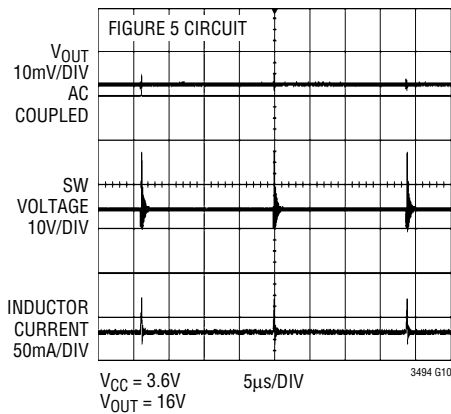 FIGURE 5 CIRCUIT
VOUT
10mV/DIV
AC
COUPLED
SW
VOLTAGE
10V/DIV
INDUCTOR
CURRENT
50mA/DIV
3494 G10
VCC = 3.6V
VOUT = 16V
5µs/DIV